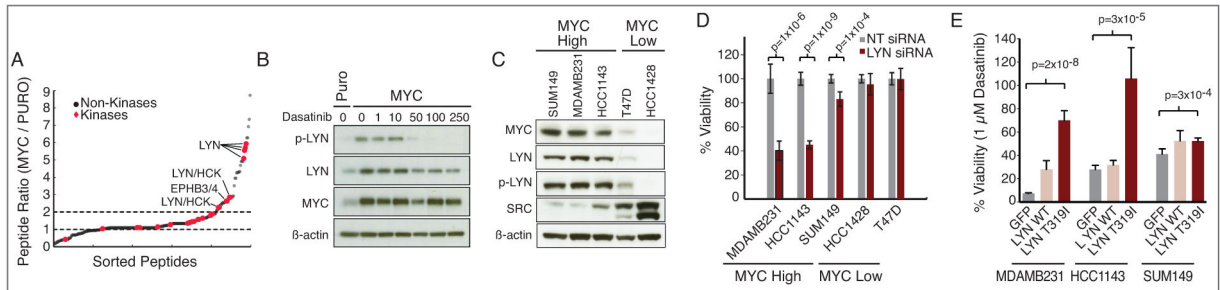 A
Peptide Ratio (MYC / PURO)
9
8
7
6
5
4
3
2
1
0
Non-Kinases
Kinases
LYN
LYN/HCK
EPHB3/4
LYN/HCK
Sorted Peptides
B
Puro
MYC
Dasatinib 0 0 1 10 50 100 250
p-LYN
LYN
MYC
ß-actin
C
MYC High
MYC Low
SUM149
MDAMB231
HCC1143
T47D
HCC1428
MYC
LYN
p-LYN
SRC
ß-actin
D
% Viability
120
100
80
60
40
20
0
p=1x10-6
p=1x10-9
p=1x10-4
NT siRNA
LYN siRNA
MDAMB231
HCC1143
SUM149
HCC1428
T47D
MYC High
MYC Low
E
% Viability (1 µM Dasatinib)
140
120
100
80
60
40
20
0
p=2x10-8
p=3x10-5
p=3x10-4
GFP
LYN WT
LYN T319I
GFP
L YN WT
LYN T319I
GFP
LYN WT
LYN T319I
MDAMB231
HCC1143
SUM149